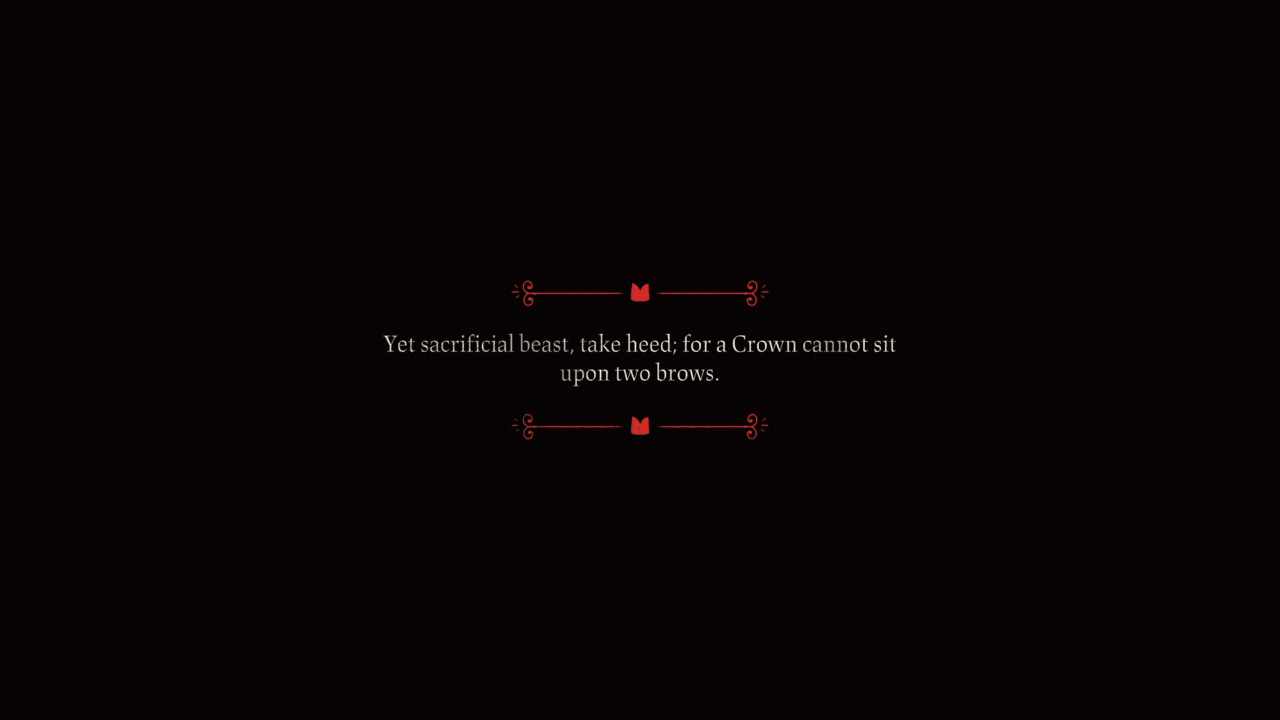 Yet sacrificial beast, take heed; for a Crown cannot sit
upon two brows.